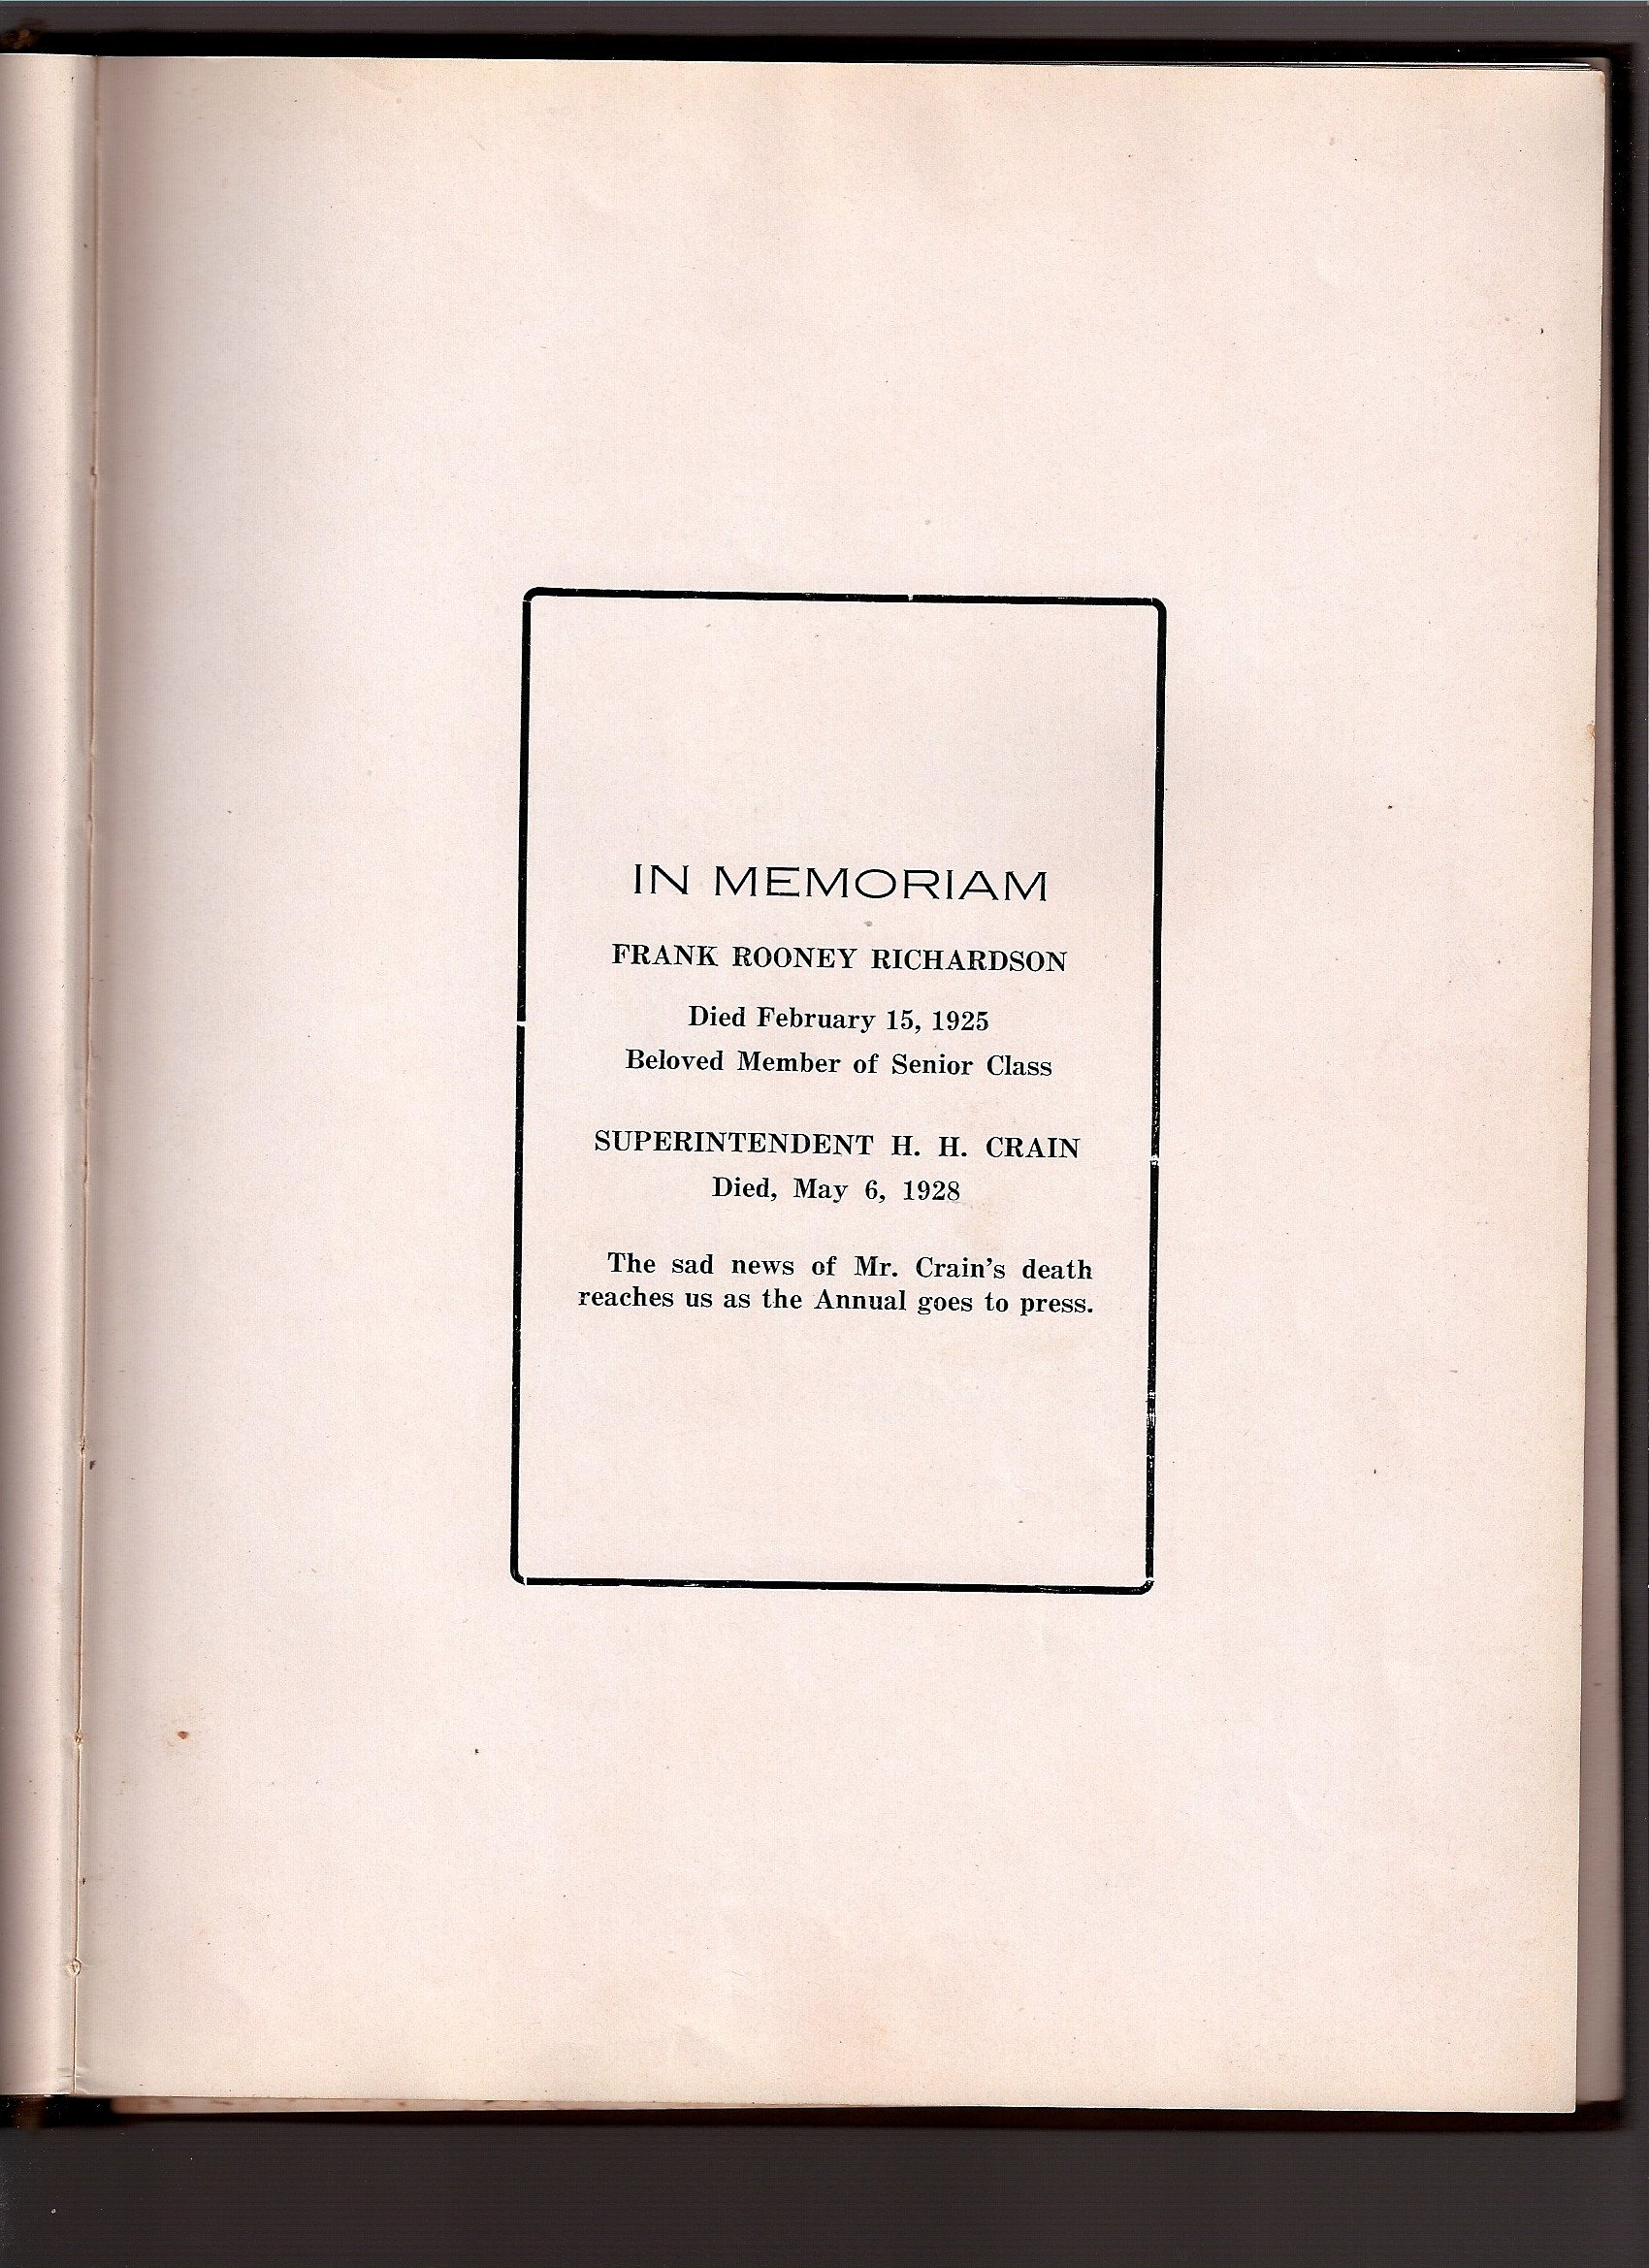 IN MEMORIAM
FRANK ROONEY RICHARDSON
Died February 15, 1925
Beloved Member of Senior Class
SUPERINTENDENT H. H. CRAIN
Died, May 6, 1928
The sad news of Mr. Crain's death
reaches us as the Annual goes to press.